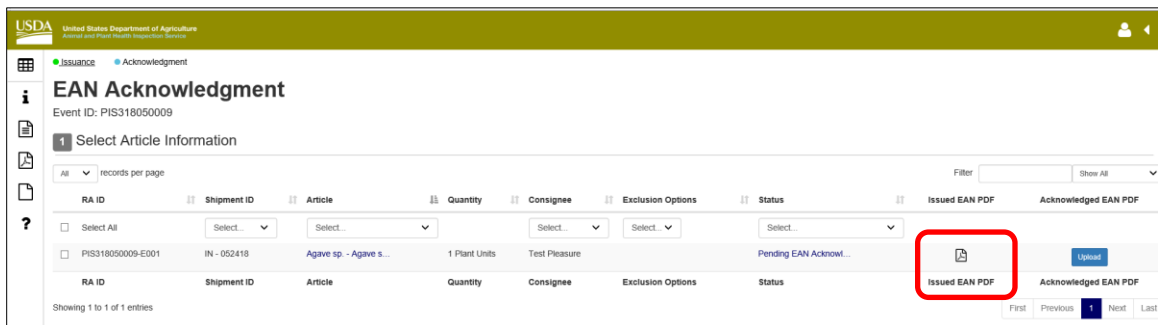 USDA United States Department of Agriculture
Animal and Plant Health Inspection Service
Issuance Acknowledgment
EAN Acknowledgment
Event ID: PIS318050009
1 Select Article Information
All records per page Filter Show All
RA ID Shipment ID Article Quantity Consignee Exclusion Options Status Issued EAN PDF Acknowledged EAN PDF
Select All Select... Select... Select... Select... Select...
PIS318050009-E001 IN - 052418 Agave sp. - Agave s... 1 Plant Units Test Pleasure Pending EAN Acknowl... Upload
RA ID Shipment ID Article Quantity Consignee Exclusion Options Status Issued EAN PDF Acknowledged EAN PDF
Showing 1 to 1 of 1 entries
First Previous 1 Next Last